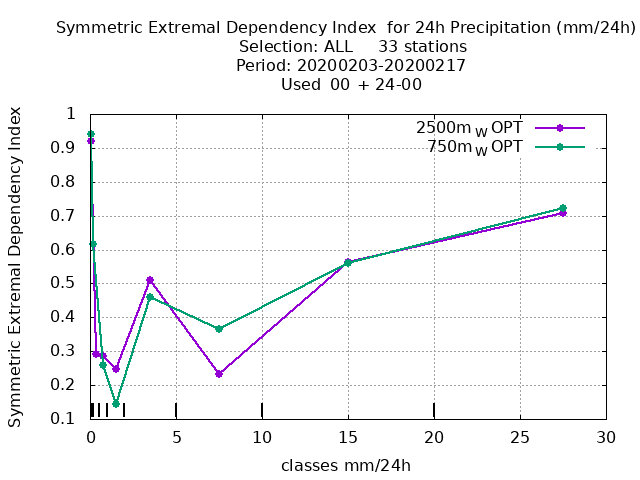 Symmetric Extremal Dependency Index for 24h Precipitation (mm/24h)
Selection: ALL 33 stations
Period: 20200203-20200217
Used 00 + 24-00
Symmetric Extremal Dependency Index
1
0.9
0.8
0.7
0.6
0.5
0.4
0.3
0.2
0.1
2500m W OPT
750m W OPT
0 5 10 15 20 25 30
classes mm/24h